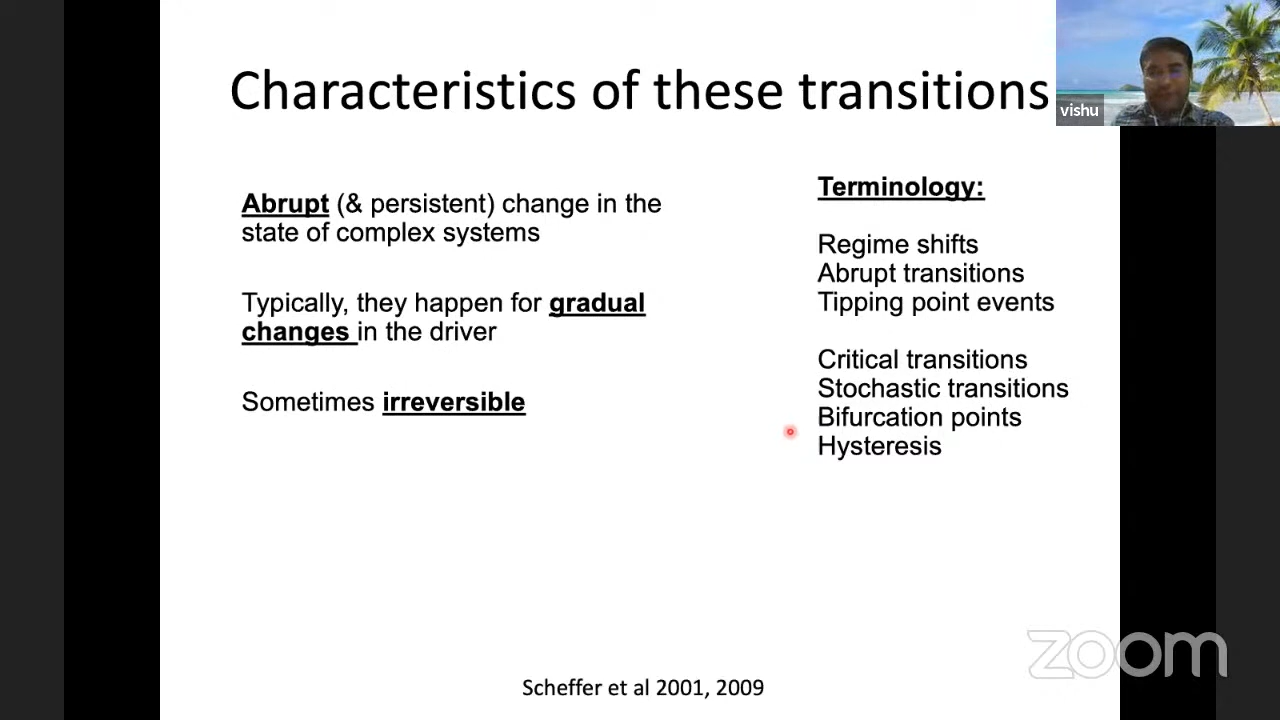 Characteristics of these transitions
vishu
Abrupt (& persistent) change in the
state of complex systems
Typically, they happen for gradual
changes in the driver
Sometimes irreversible
Terminology:
Regime shifts
Abrupt transitions
Tipping point events
Critical transitions
Stochastic transitions
Bifurcation points
Hysteresis
Scheffer et al 2001, 2009
zoom